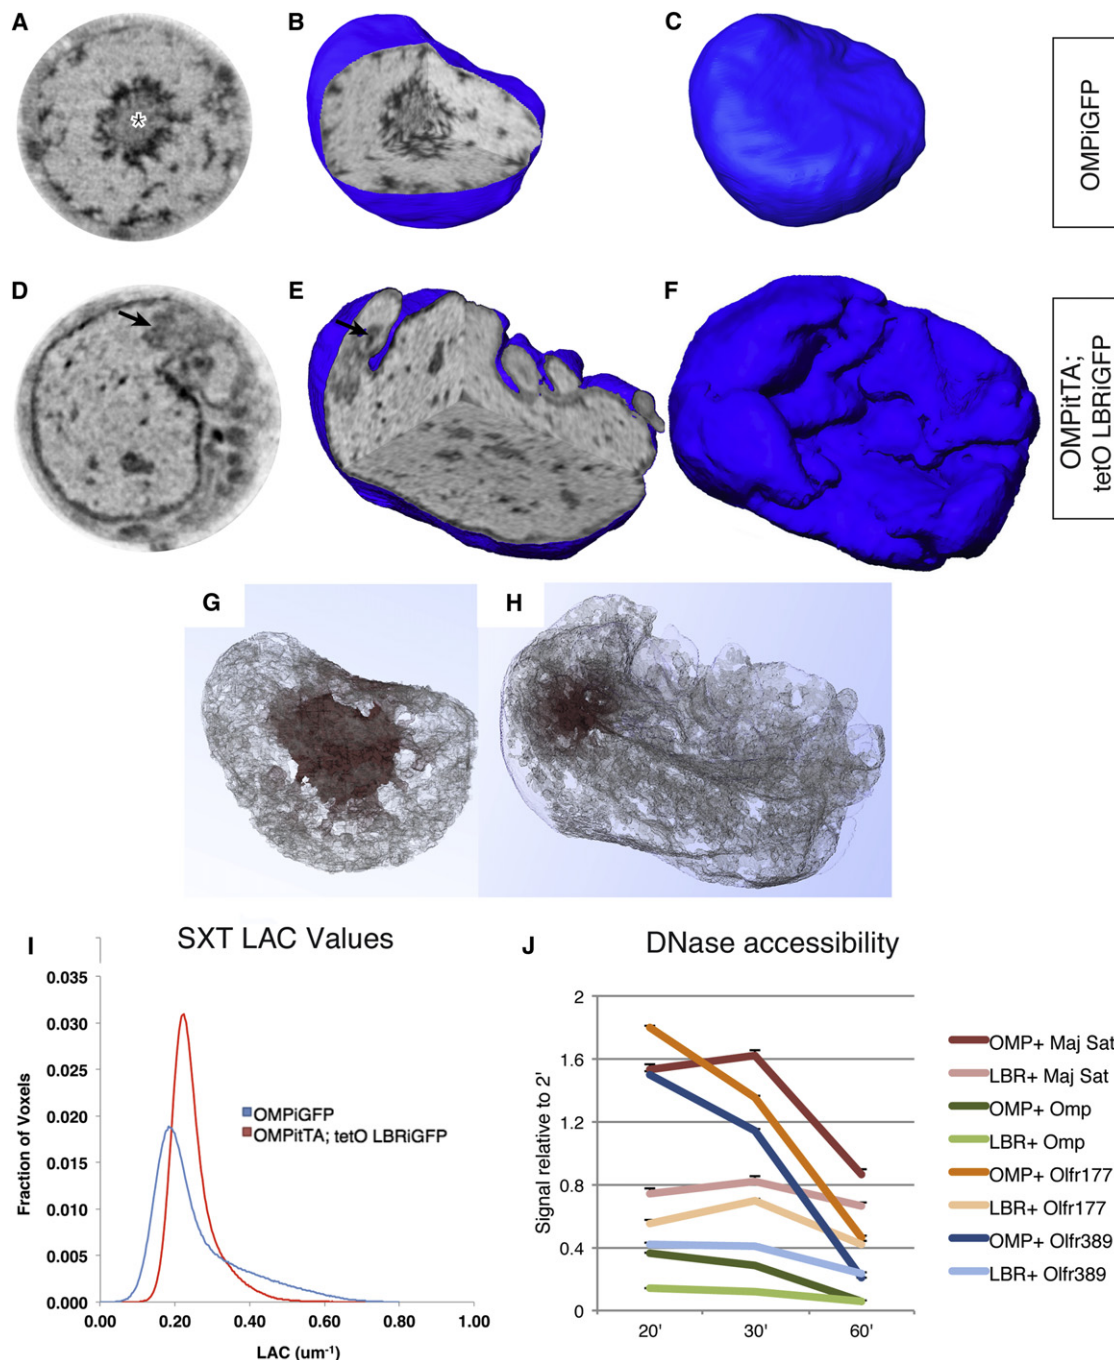 A
*
B
C
OMPiGFP
D
E
F
OMPitTA;
tetO LBRiGFP
G
H
I
SXT LAC Values
0.035
0.030
0.025
0.020
0.015
0.010
0.005
0.000
Fraction of Voxels
OMPiGFP
OMPitTA; tetO LBRiGFP
0.00
0.20
0.40
0.60
0.80
1.00
LAC (um-1)
J
DNase accessibility
2
1.6
1.2
0.8
0.4
0
Signal relative to 2'
20'
30'
60'
OMP+ Maj Sat
LBR+ Maj Sat
OMP+ Omp
LBR+ Omp
OMP+ Olfr177
LBR+ Olfr177
OMP+ Olfr389
LBR+ Olfr389